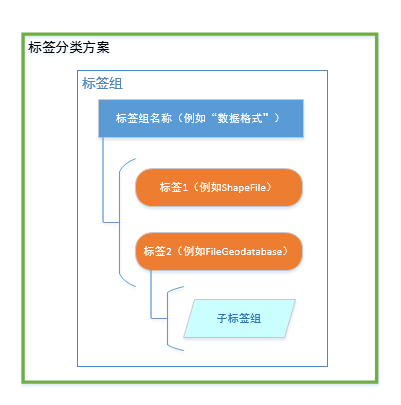 标签分类方案
标签组
标签组名称（例如“数据格式”）
标签1（例如ShapeFile）
标签2（例如FileGeodatabase）
子标签组